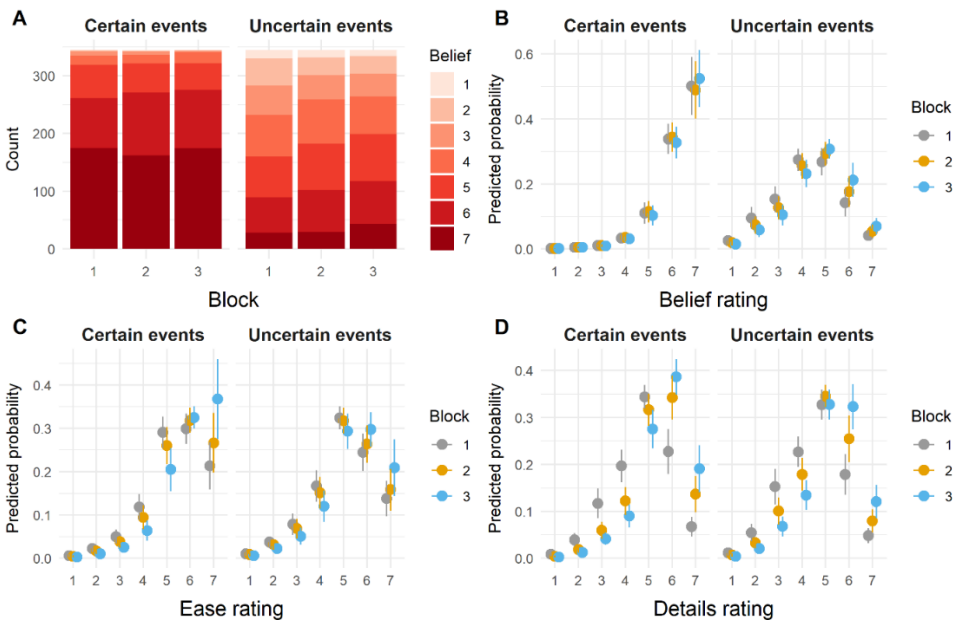 A
Certain events
Uncertain events
Belief
1
2
3
4
5
6
7
Count
300
200
100
0
1 2 3
1 2 3
Block
B
Certain events
Uncertain events
Predicted probability
0.6
0.4
0.2
0.0
1 2 3 4 5 6 7
1 2 3 4 5 6 7
Belief rating
Block
1
2
3
C
Certain events
Uncertain events
Predicted probability
0.4
0.3
0.2
0.1
0.0
1 2 3 4 5 6 7
1 2 3 4 5 6 7
Ease rating
Block
1
2
3
D
Certain events
Uncertain events
Predicted probability
0.4
0.3
0.2
0.1
0.0
1 2 3 4 5 6 7
1 2 3 4 5 6 7
Details rating
Block
1
2
3